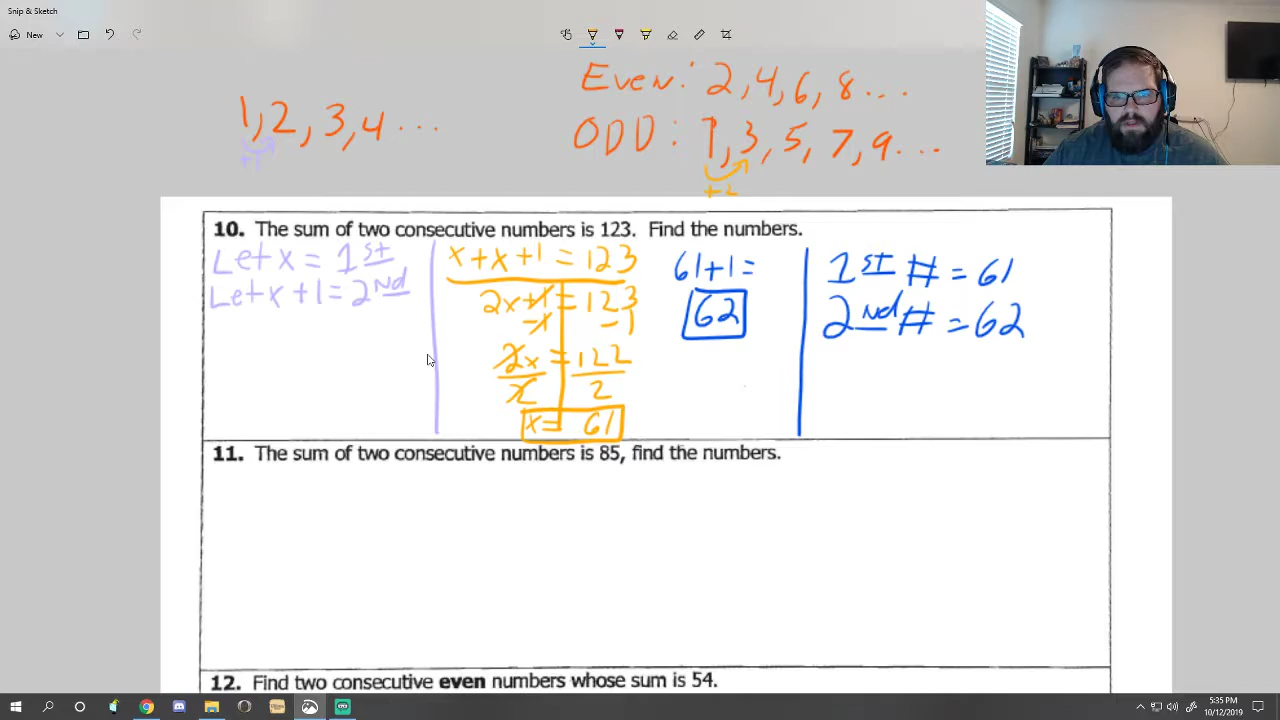 Snip & Sketch
New
Even: 2, 4, 6, 8...
1, 2, 3, 4...
ODD: 1, 3, 5, 7, 9...
+1
+2
10. The sum of two consecutive numbers is 123. Find the numbers.
Let x = 1st
Let x + 1 = 2nd
x + x + 1 = 123
2x + 1 = 123
-1 -1
2x = 122
2 2
x = 61
61 + 1 =
62
1st # = 61
2nd # = 62
11. The sum of two consecutive numbers is 85, find the numbers.
12. Find two consecutive even numbers whose sum is 54.
5:35 PM
10/12/2019